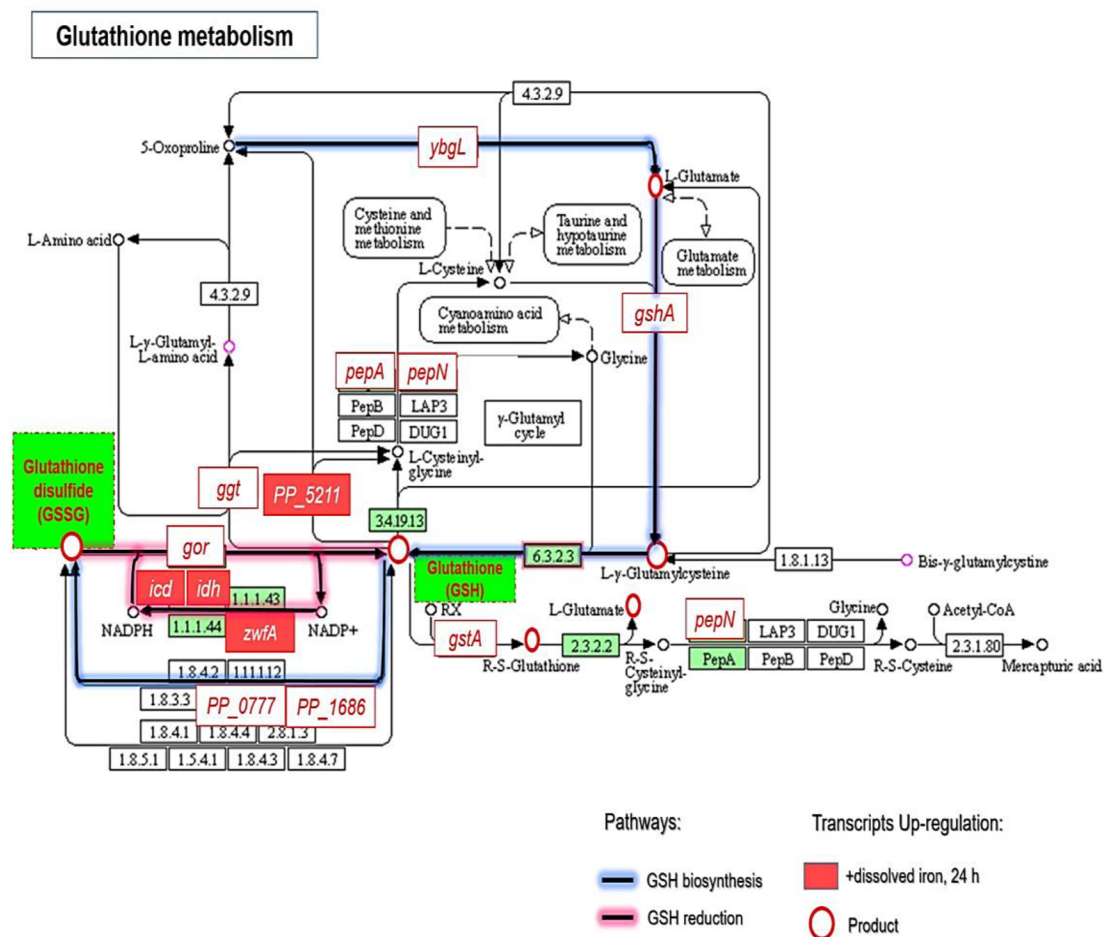 Glutathione metabolism
4.3.2.9
5-Oxoproline
ybgL
L-Glutamate
Cysteine and
methionine
metabolism
Taurine and
hypotaurine
metabolism
Glutamate
metabolism
L-Amino acid
L-Cysteine
4.3.2.9
Cyanoamino acid
metabolism
gshA
L-γ-Glutamyl-
L-amino acid
pepA
pepN
Glycine
PepB
LAP3
PepD
DUG1
γ-Glutamyl
cycle
L-Cysteinyl-
glycine
Glutathione
disulfide
(GSSG)
ggt
PP_5211
3.4.19.13
gor
6.3.2.3
L-γ-Glutamylcysteine
1.8.1.13
Bis-γ-glutamylcystine
Glutathione
(GSH)
icd
idh
1.1.1.43
NADPH
1.1.1.44
zwfA
NADP+
RX
gstA
L-Glutamate
R-S-Glutathione
2.3.2.2
R-S-
Cysteinyl-
glycine
pepN
LAP3
DUG1
PepA
PepB
PepD
Glycine
R-S-Cysteine
Acetyl-CoA
2.3.1.80
Mercapturic acid
1.8.4.2
1.11.1.12
1.8.3.3
PP_0777
PP_1686
1.8.4.1
1.8.4.4
2.8.1.3
1.8.5.1
1.5.4.1
1.8.4.3
1.8.4.7
Pathways:
GSH biosynthesis
GSH reduction
Transcripts Up-regulation:
+dissolved iron, 24 h
Product